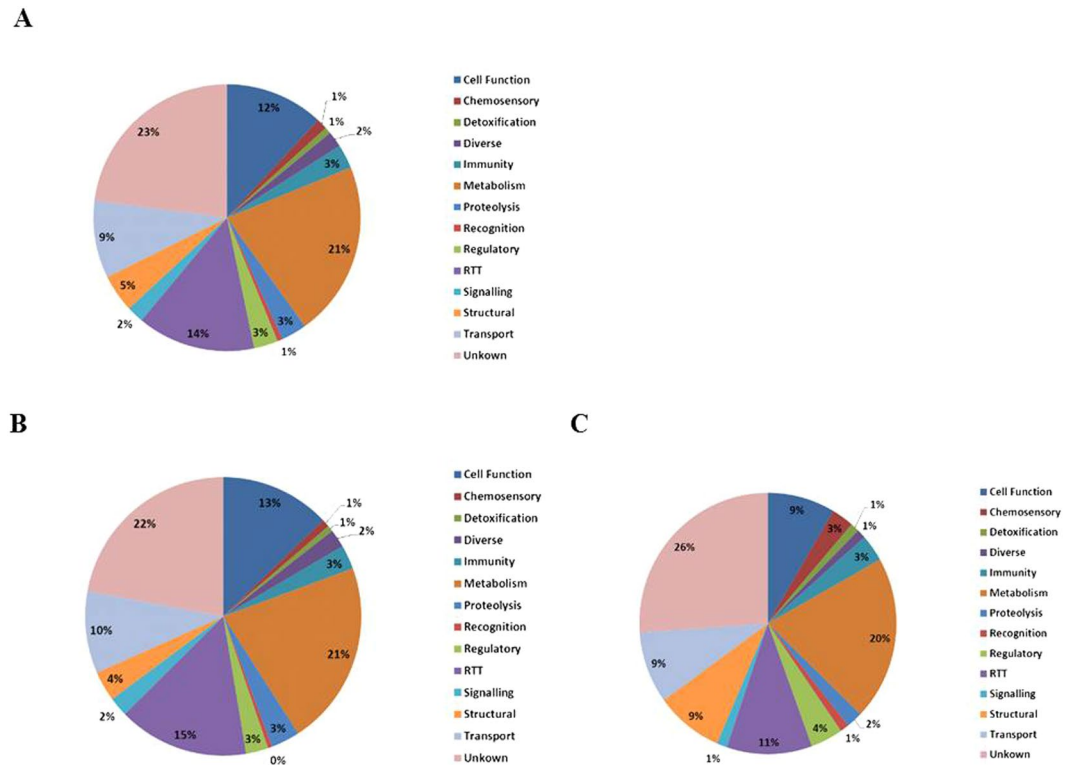 A
12%
1%
1%
2%
3%
21%
3%
1%
3%
14%
2%
5%
9%
23%
Cell Function
Chemosensory
Detoxification
Diverse
Immunity
Metabolism
Proteolysis
Recognition
Regulatory
RTT
Signalling
Structural
Transport
Unkown
B
13%
1%
1%
2%
3%
21%
3%
0%
3%
15%
2%
4%
10%
22%
Cell Function
Chemosensory
Detoxification
Diverse
Immunity
Metabolism
Proteolysis
Recognition
Regulatory
RTT
Signalling
Structural
Transport
Unkown
C
9%
3%
1%
1%
3%
20%
2%
1%
4%
11%
1%
9%
9%
26%
Cell Function
Chemosensory
Detoxification
Diverse
Immunity
Metabolism
Proteolysis
Recognition
Regulatory
RTT
Signalling
Structural
Transport
Unkown